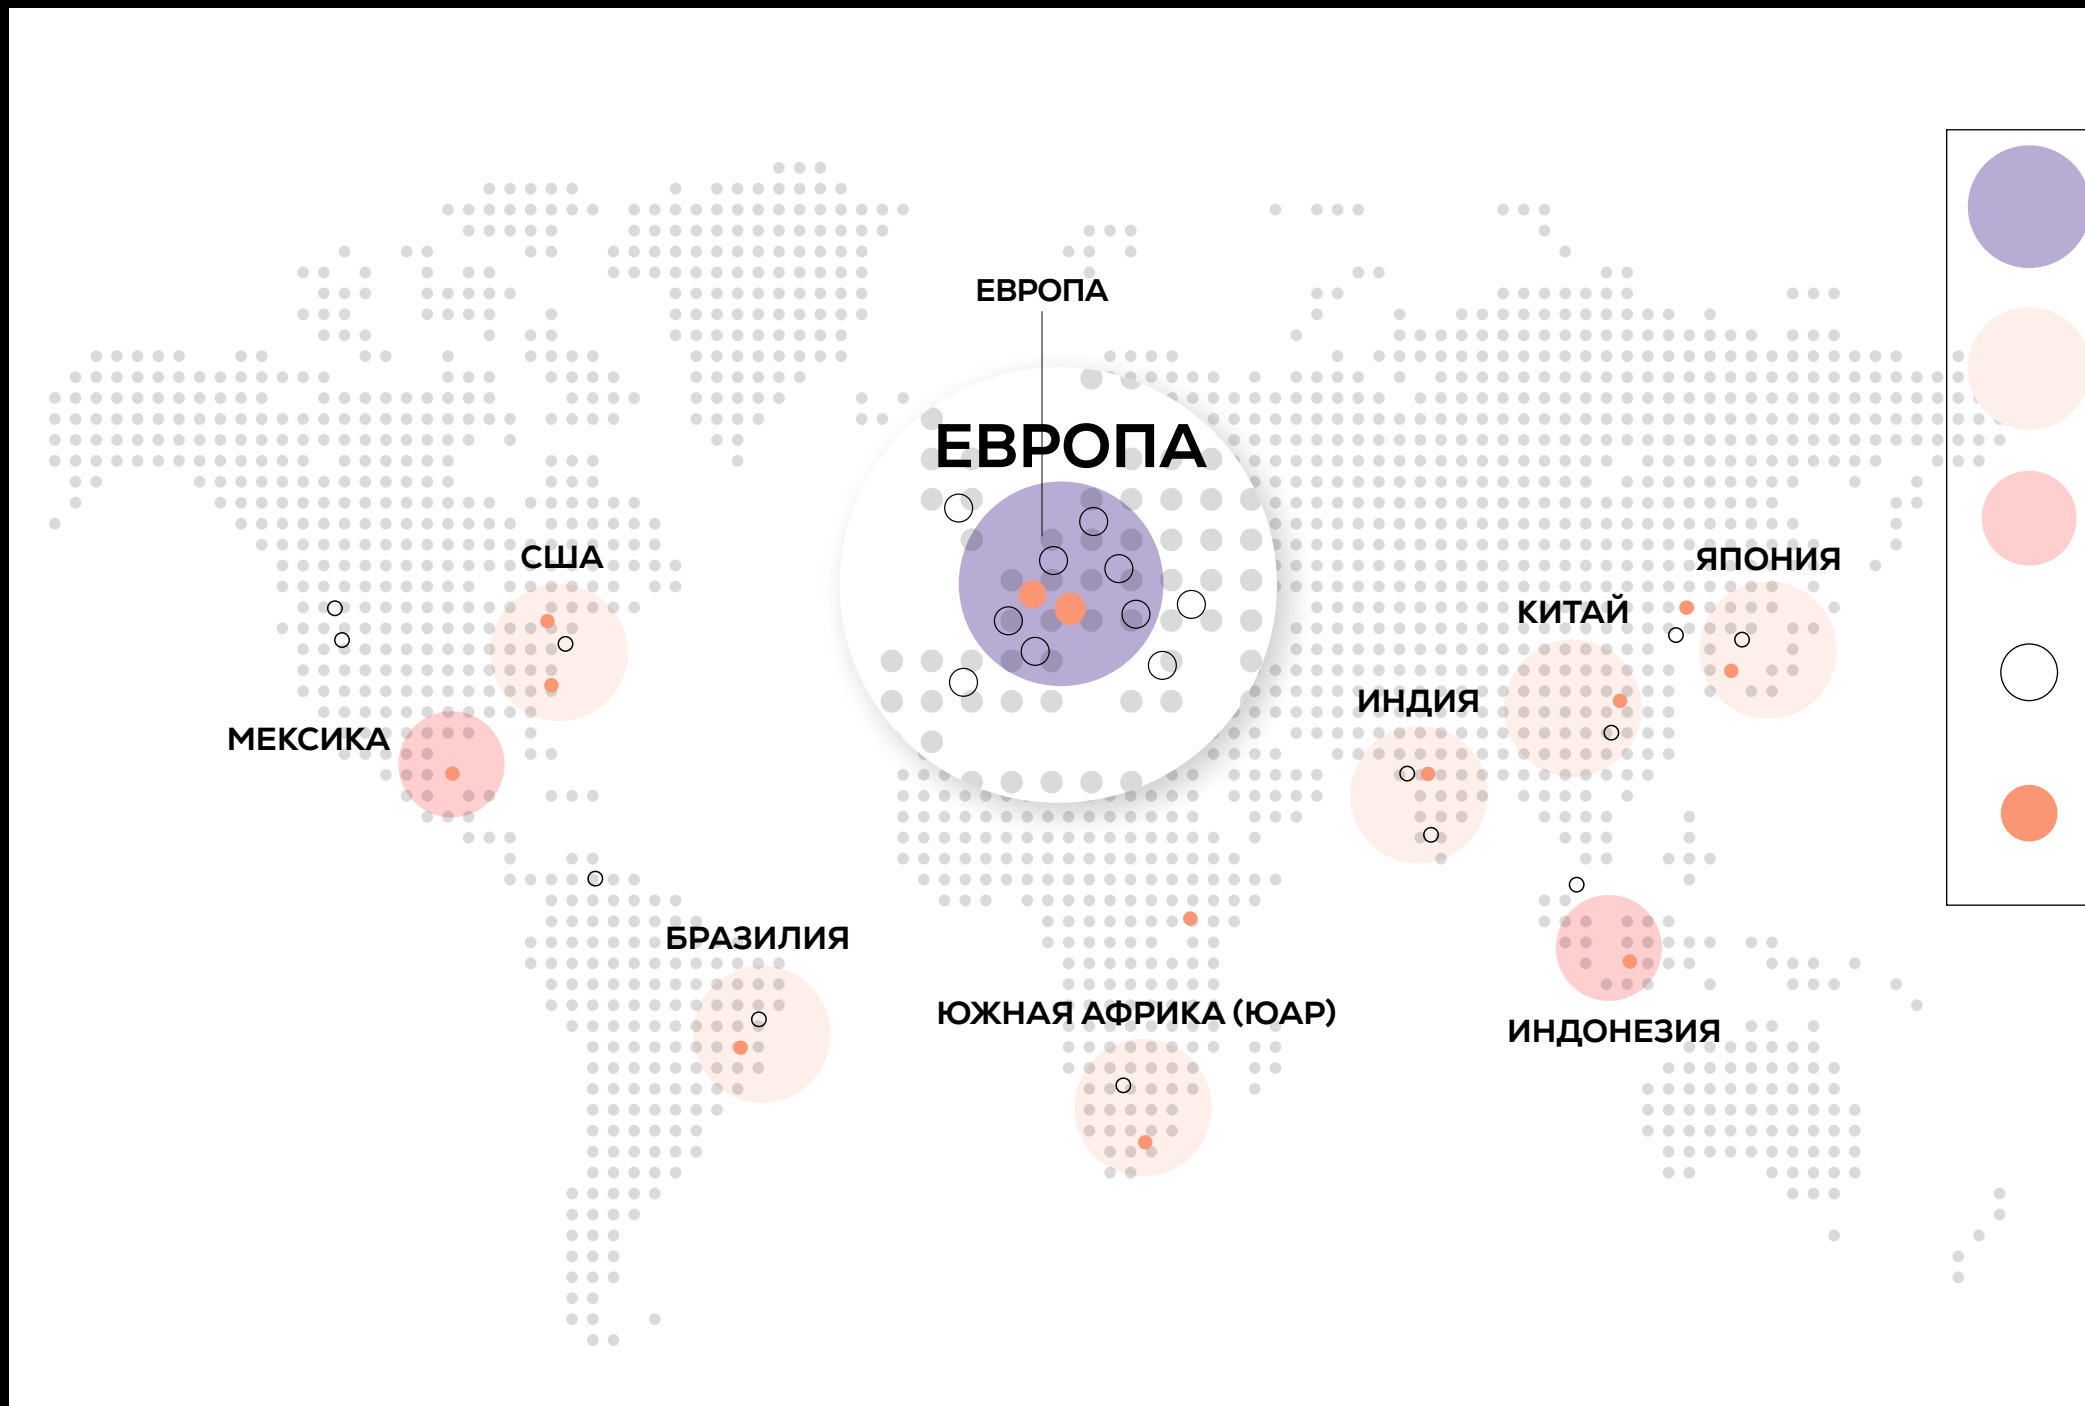 ЕВРОПА
ЕВРОПА
США
ЯПОНИЯ
КИТАЙ
ИНДИЯ
МЕКСИКА
БРАЗИЛИЯ
ЮЖНАЯ АФРИКА (ЮАР)
ИНДОНЕЗИЯ